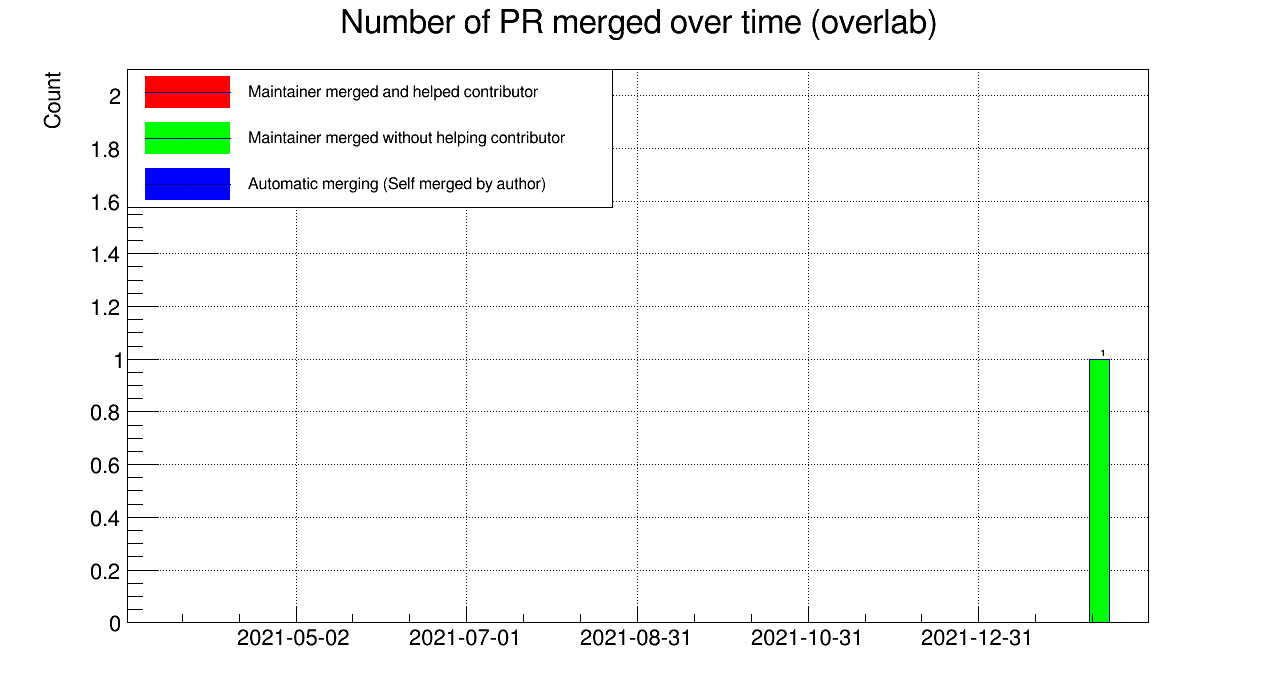 Number of PR merged over time (overlab)
Count
Maintainer merged and helped contributor
Maintainer merged without helping contributor
Automatic merging (Self merged by author)
2
1.8
1.6
1.4
1.2
1
0.8
0.6
0.4
0.2
0
1
2021-05-02 2021-07-01 2021-08-31 2021-10-31 2021-12-31